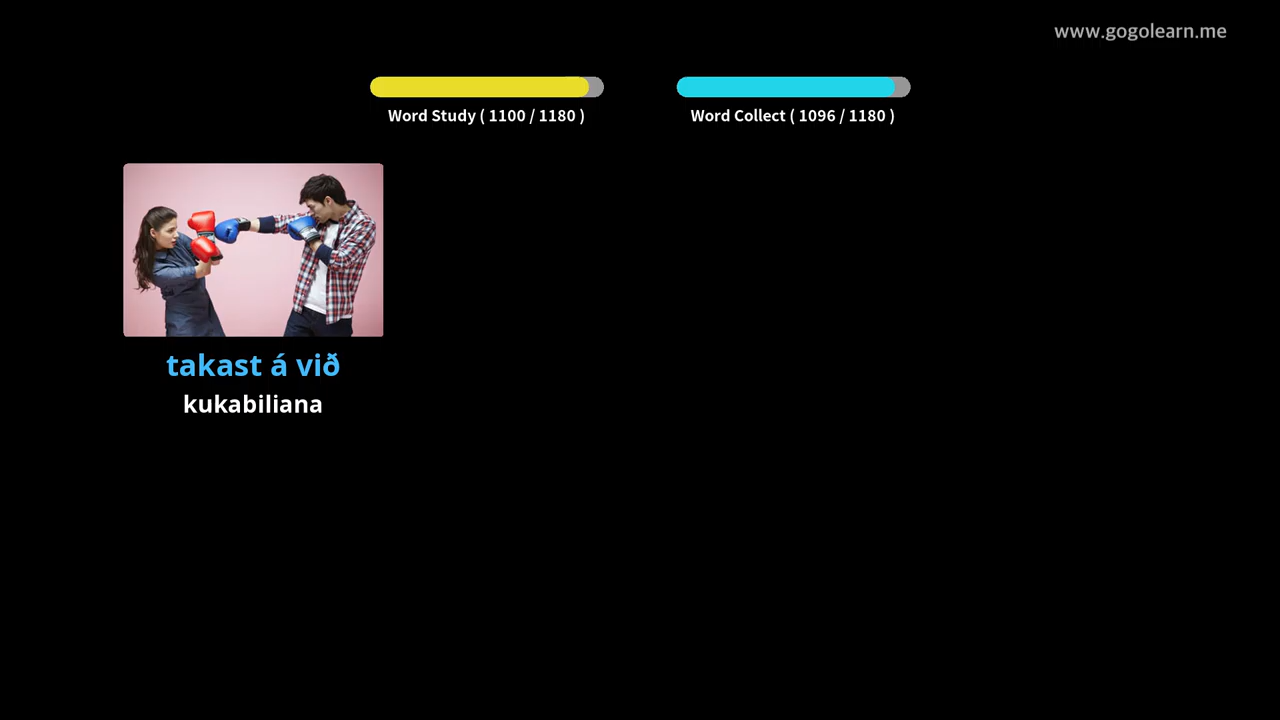 www.gogolearn.me
Word Study ( 1100 / 1180 )
Word Collect ( 1096 / 1180 )
takast á við
kukabiliana